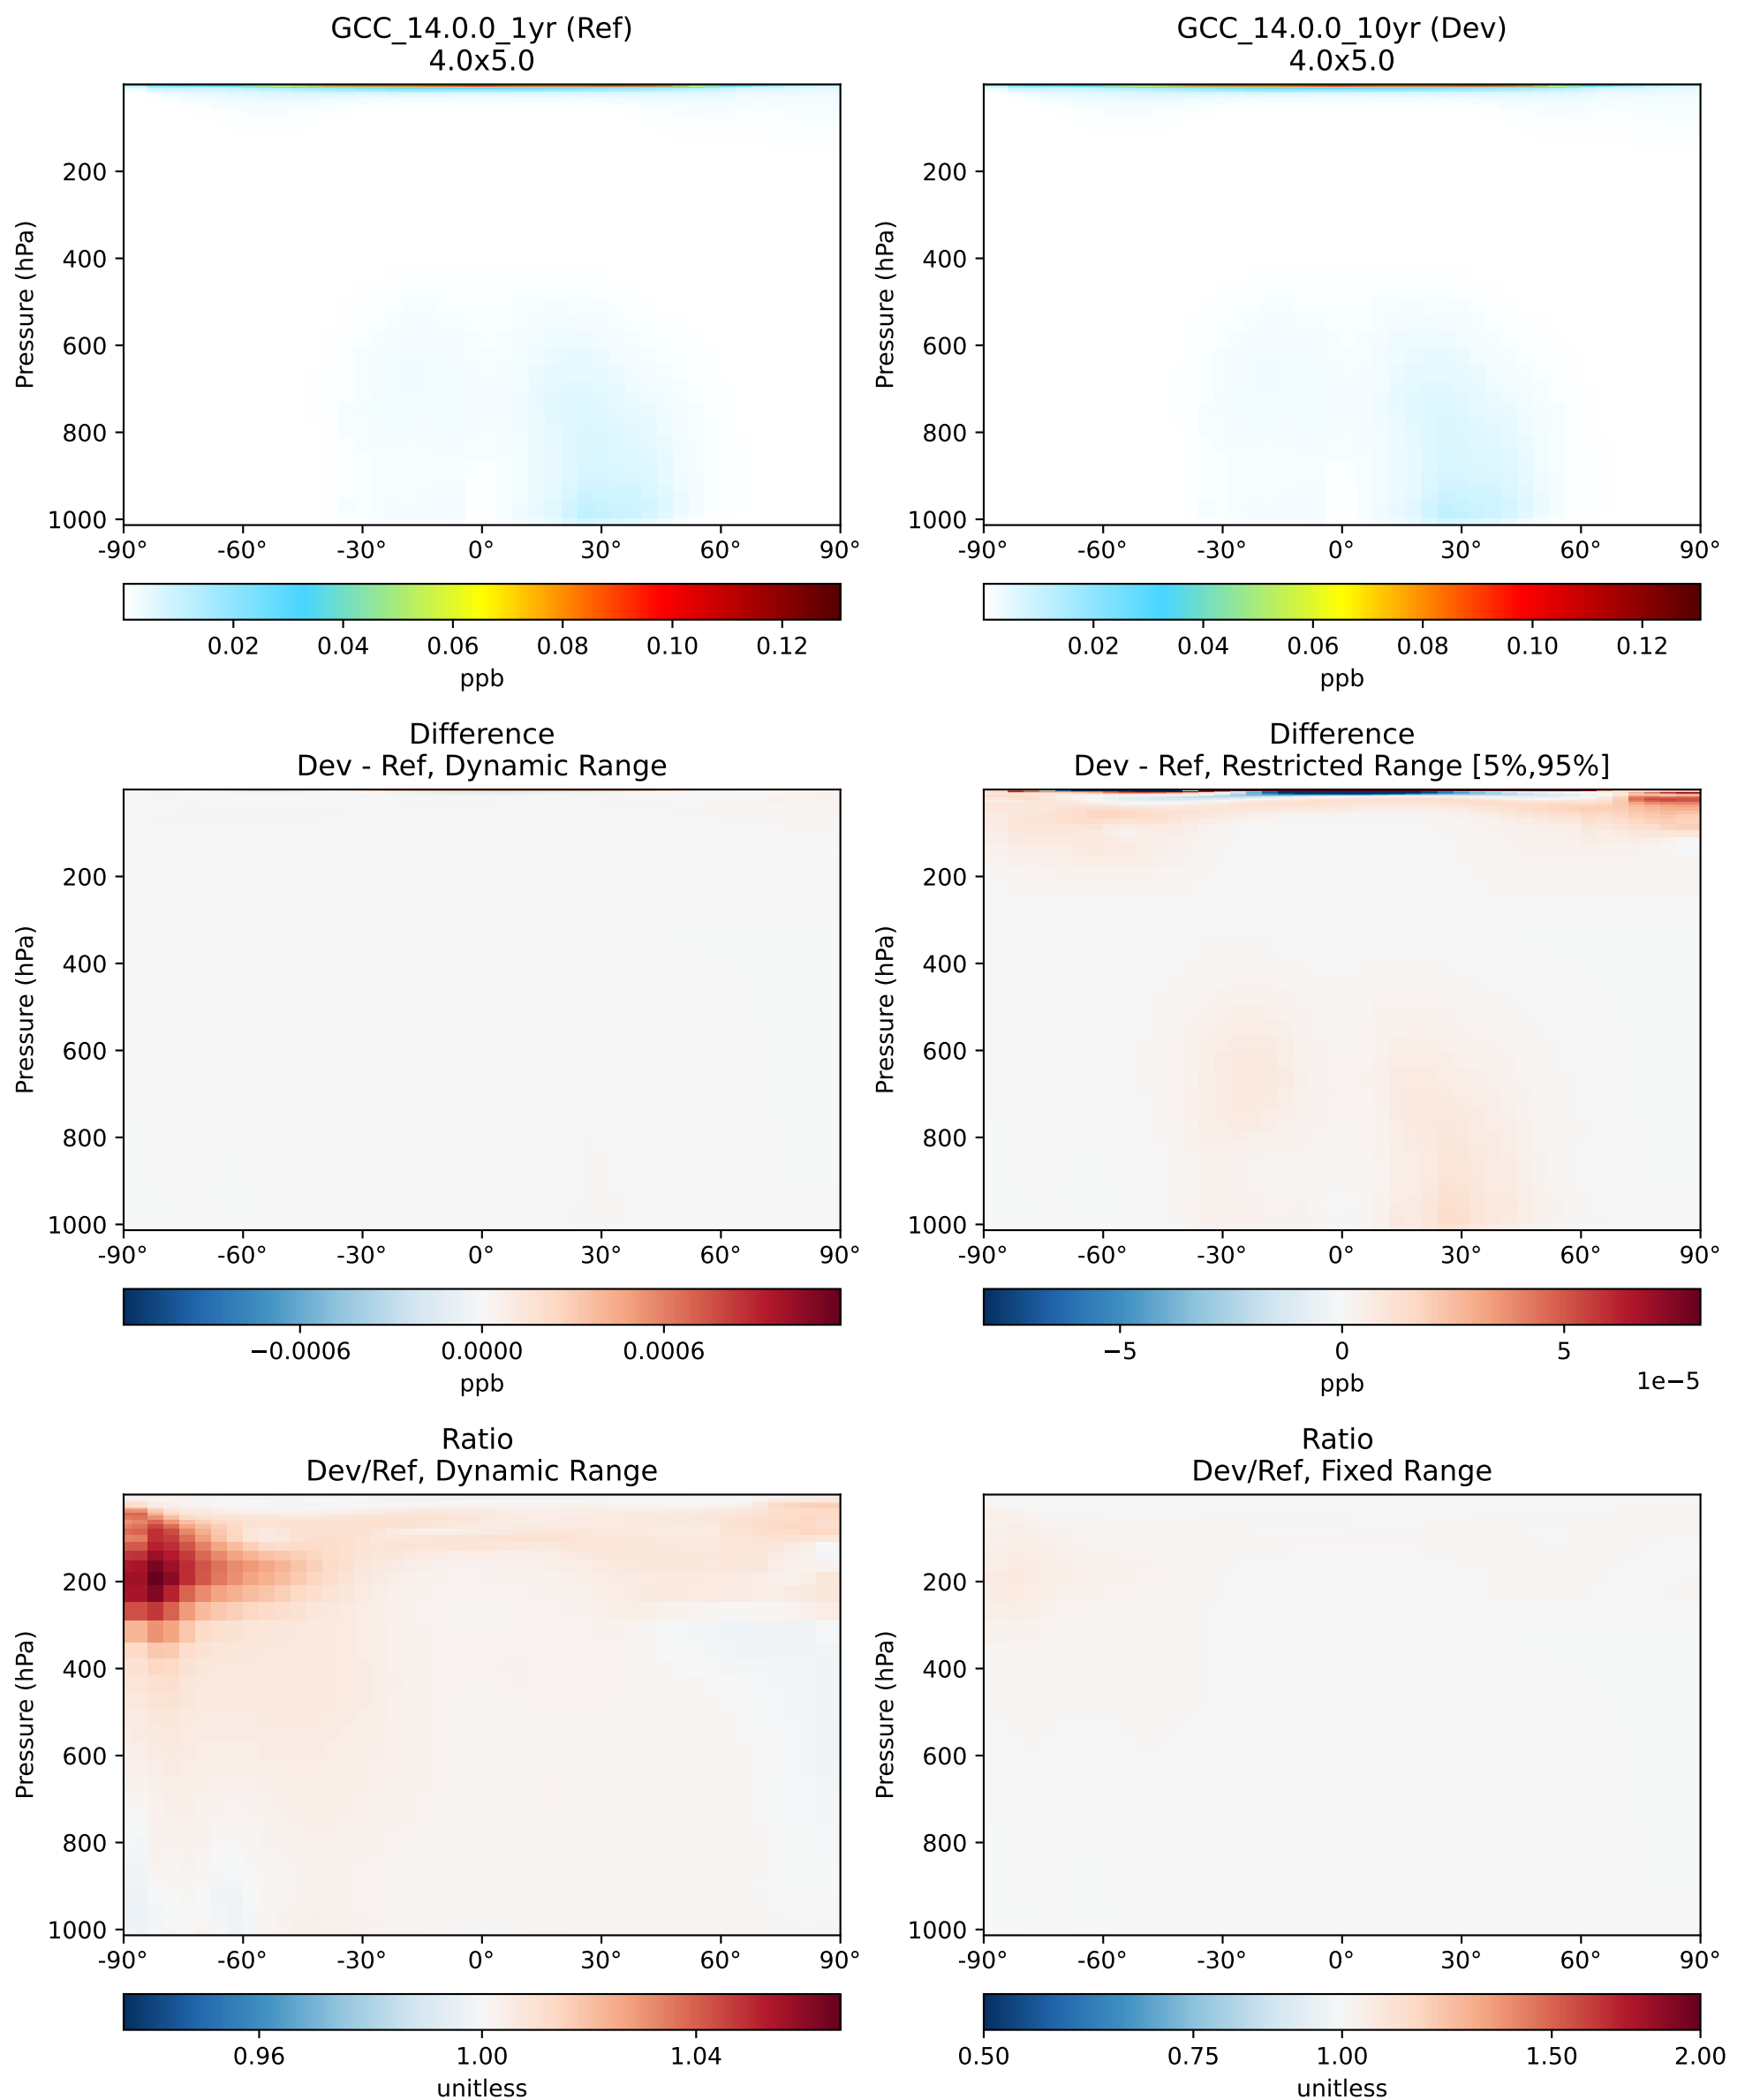 GCC_14.0.0_1yr (Ref)
4.0x5.0
Pressure (hPa)
200
400
600
800
1000
-90° -60° -30° 0° 30° 60° 90°
0.02 0.04 0.06 0.08 0.10 0.12
ppb
GCC_14.0.0_10yr (Dev)
4.0x5.0
Pressure (hPa)
200
400
600
800
1000
-90° -60° -30° 0° 30° 60° 90°
0.02 0.04 0.06 0.08 0.10 0.12
ppb
Difference
Dev - Ref, Dynamic Range
Pressure (hPa)
200
400
600
800
1000
-90° -60° -30° 0° 30° 60° 90°
−0.0006 0.0000 0.0006
ppb
Difference
Dev - Ref, Restricted Range [5%,95%]
Pressure (hPa)
200
400
600
800
1000
-90° -60° -30° 0° 30° 60° 90°
−5 0 5
ppb
1e−5
Ratio
Dev/Ref, Dynamic Range
Pressure (hPa)
200
400
600
800
1000
-90° -60° -30° 0° 30° 60° 90°
0.96 1.00 1.04
unitless
Ratio
Dev/Ref, Fixed Range
Pressure (hPa)
200
400
600
800
1000
-90° -60° -30° 0° 30° 60° 90°
0.50 0.75 1.00 1.50 2.00
unitless